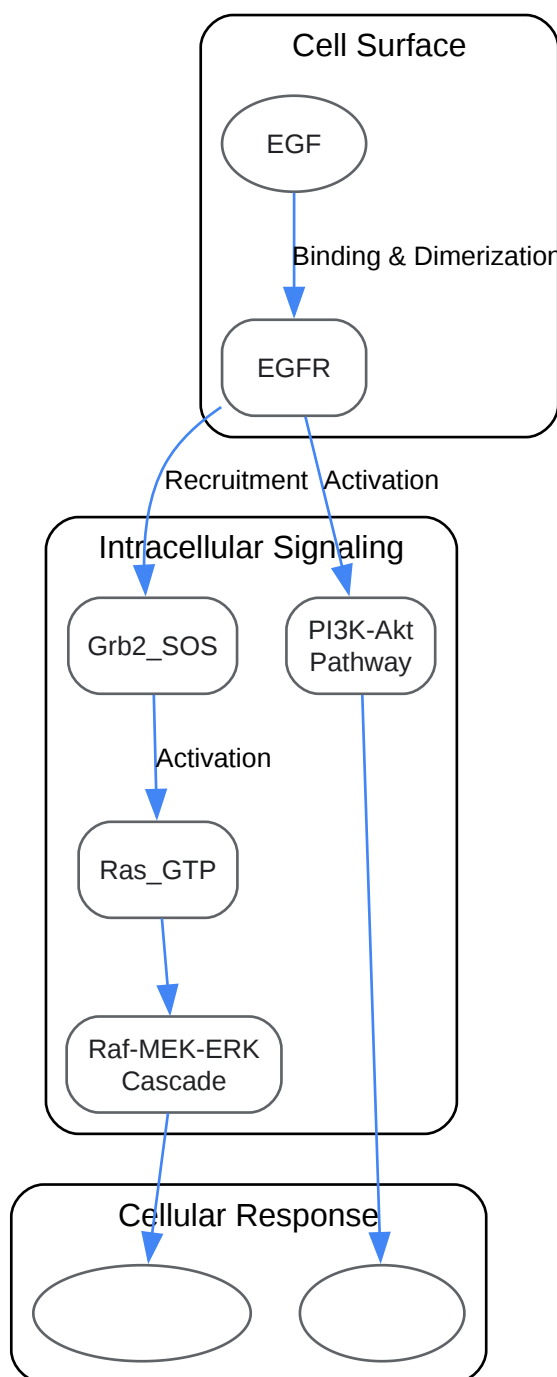 Cell Surface
EGF
Binding & Dimerization
EGFR
Recruitment
Activation
Intracellular Signaling
Grb2_SOS
PI3K-Akt
Pathway
Activation
Ras_GTP
Raf-MEK-ERK
Cascade
Cellular Response